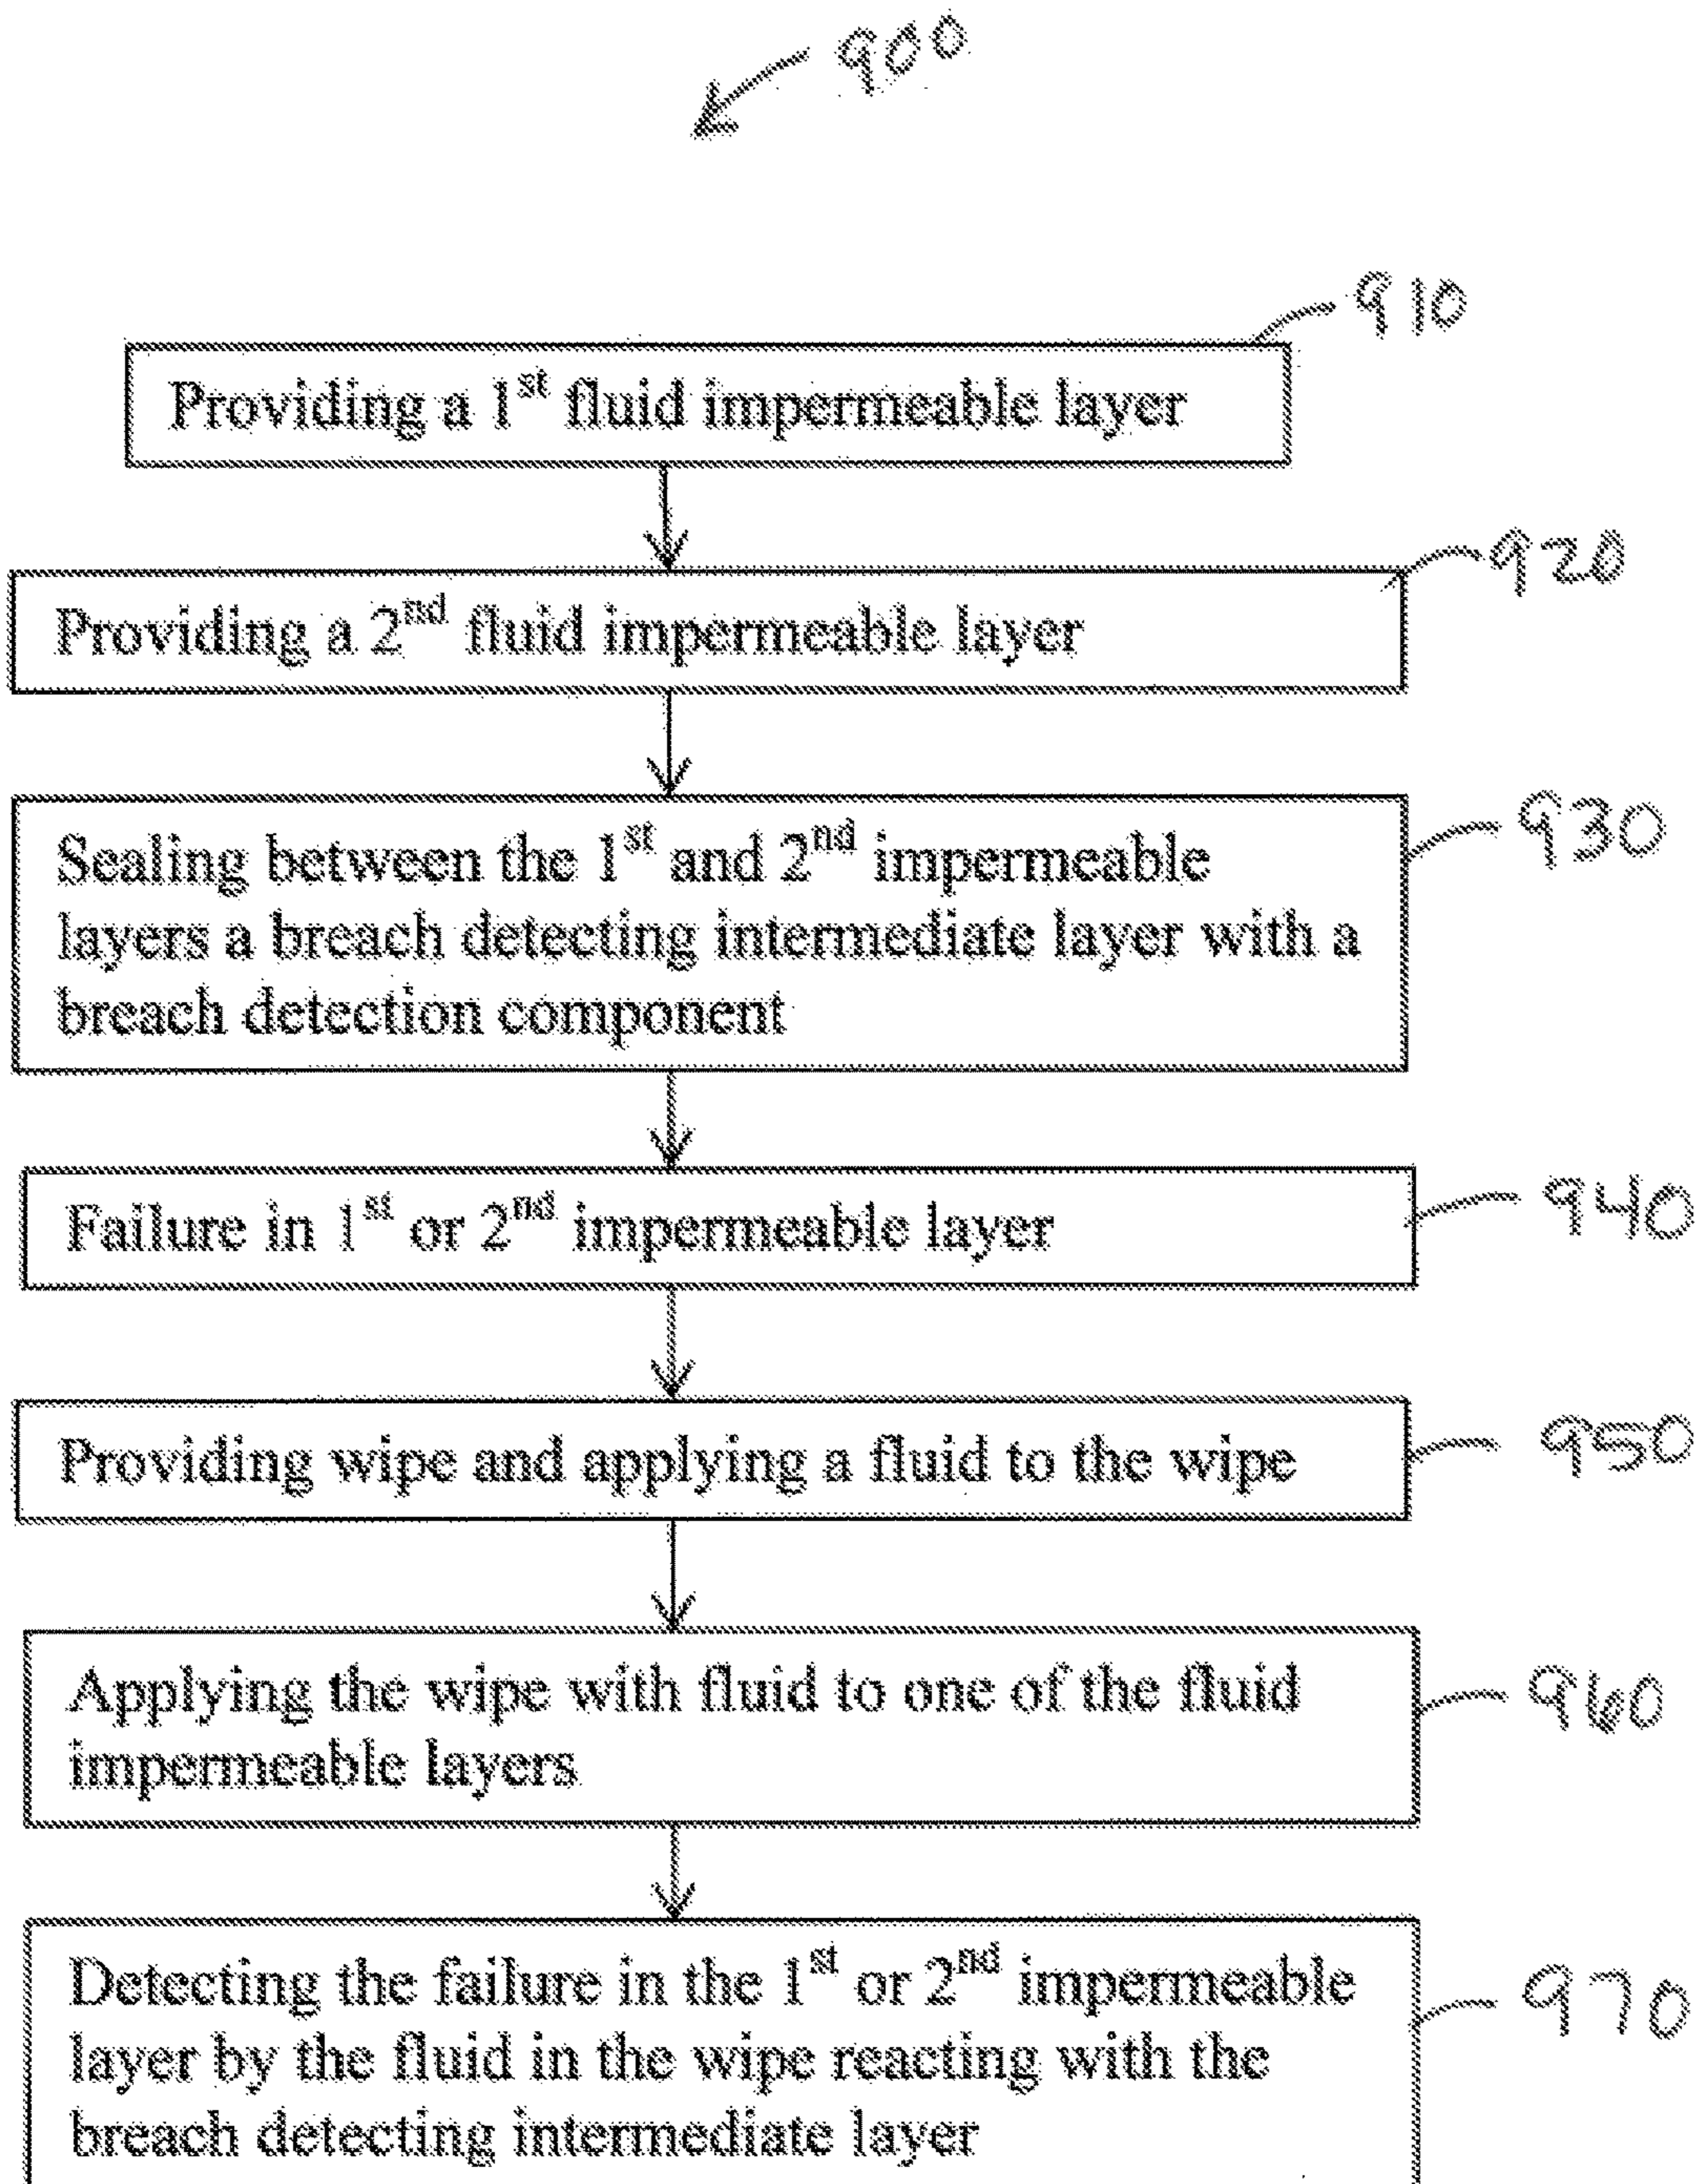 900
910
Providing a 1st fluid impermeable layer
920
Providing a 2nd fluid impermeable layer
930
Sealing between the 1st and 2nd impermeable
layers a breach detecting intermediate layer with a
breach detection component
940
Failure in 1st or 2nd impermeable layer
950
Providing wipe and applying a fluid to the wipe
960
Applying the wipe with fluid to one of the fluid
impermeable layers
970
Detecting the failure in the 1st or 2nd impermeable
layer by the fluid in the wipe reacting with the
breach detecting intermediate layer